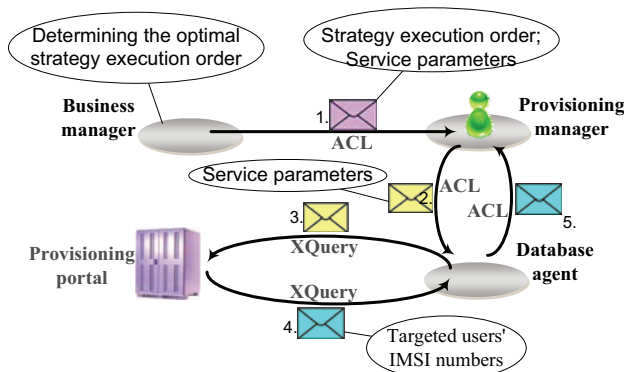 Determining the optimal
strategy execution order
Strategy execution order;
Service parameters
Business
manager
1.
ACL
Provisioning
manager
Service parameters
2.
ACL
ACL
5.
3.
XQuery
Provisioning
portal
Database
agent
XQuery
4.
Targeted users'
IMSI numbers